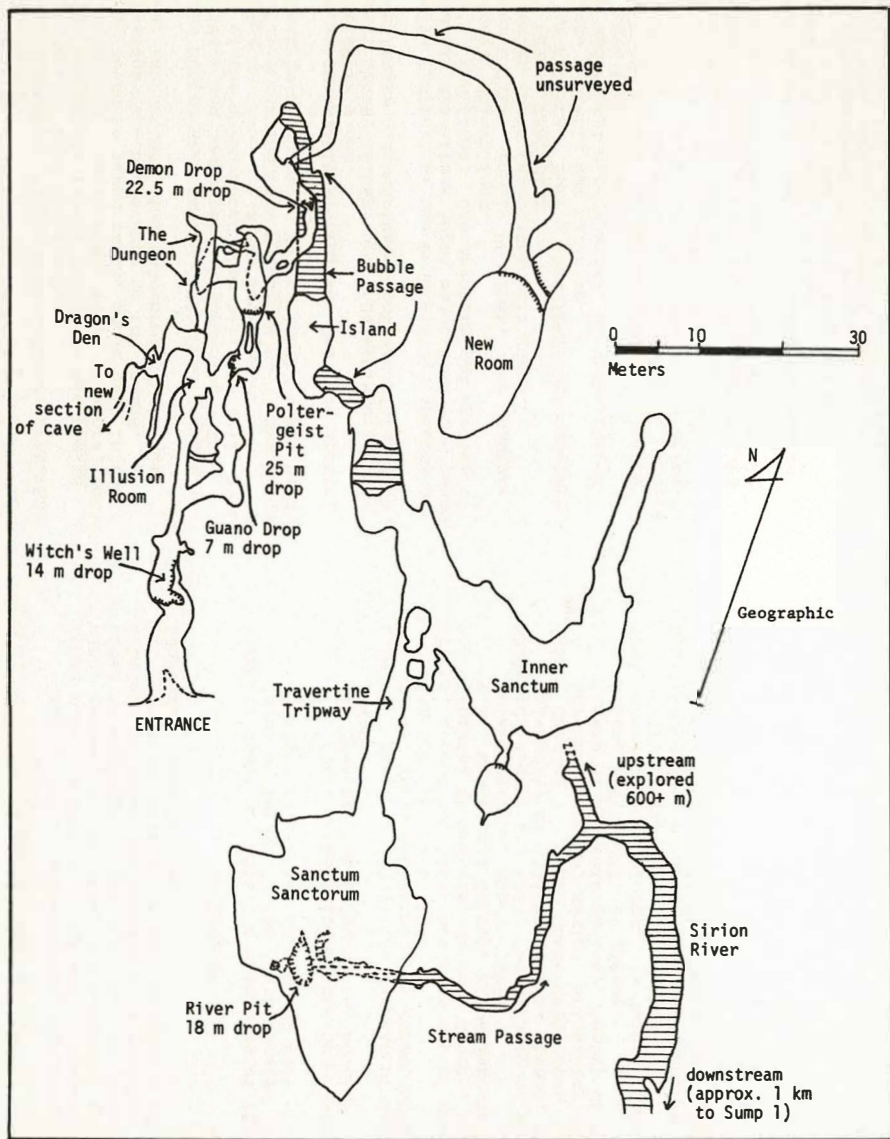 passage
unsurveyed
Demon Drop
22.5 m drop
The
Dungeon
Bubble
Passage
Dragon's
Den
Island
New
Room
0 10 30
Meters
To
new
section
of cave
Polter-
geist
Pit
25 m
drop
Illusion
Room
Guano Drop
7 m drop
Witch's Well
14 m drop
N
Geographic
Inner
Sanctum
Travertine
Tripway
ENTRANCE
upstream
(explored
600+ m)
Sanctum
Sanctorum
Sirion
River
River Pit
18 m drop
Stream Passage
downstream
(approx. 1 km
to Sump 1)